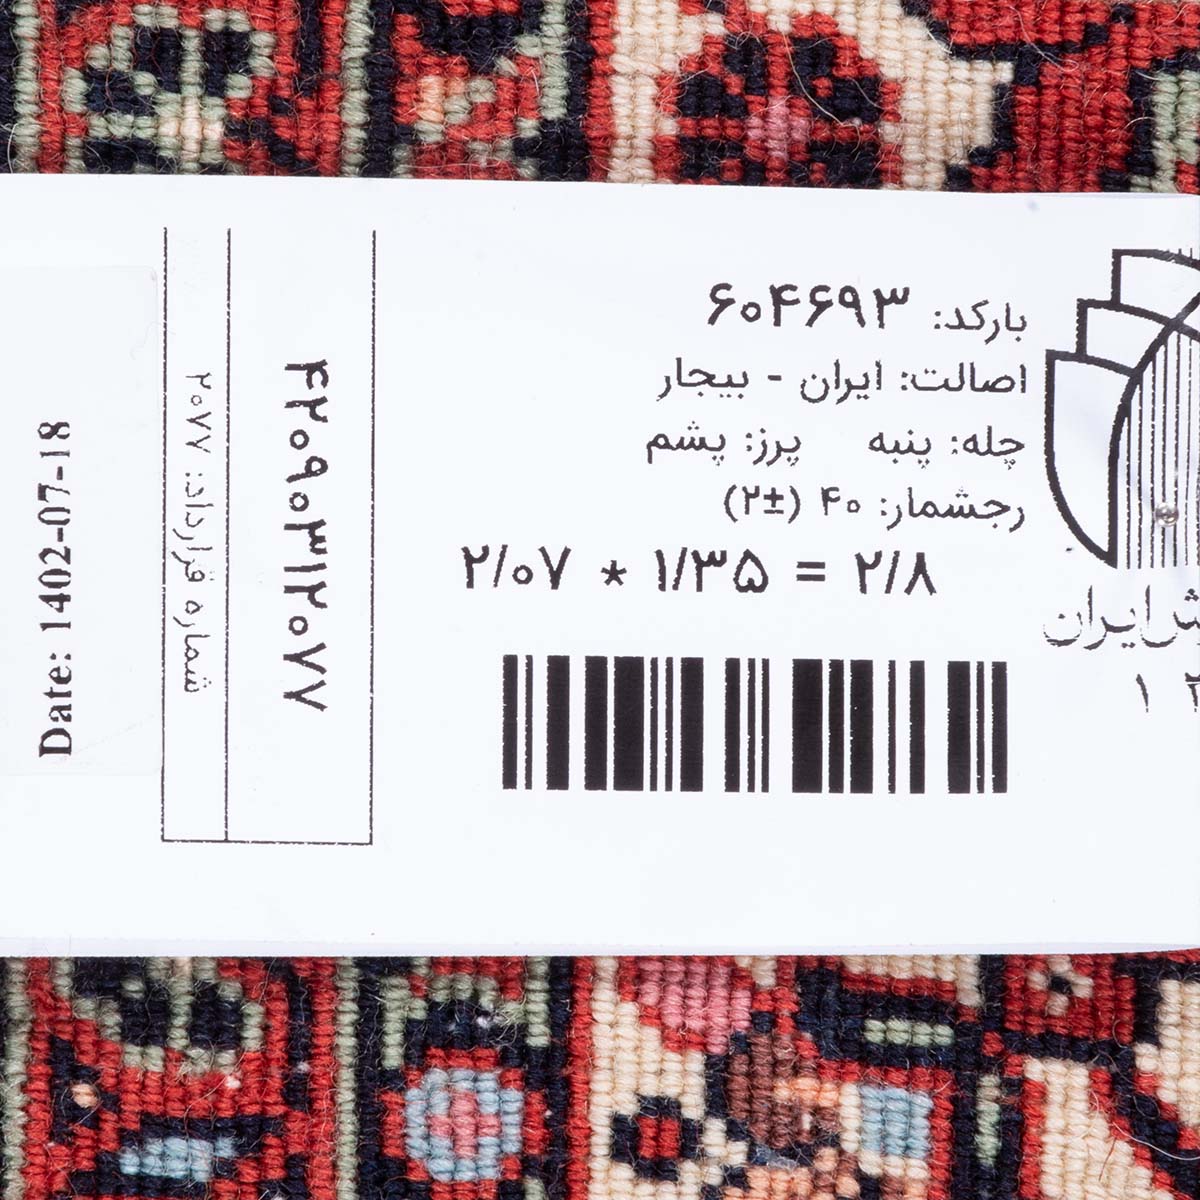 بارکد: ۶۰۴۶۹۳
اصالت: ایران - بیجار
چله: پنبه پرز: پشم
رجشمار: ۴۰ (±۲)
۲/۰۷ * ۱/۳۵ = ۲/۸
ایران
۴۲۰۹۰۳۱۲۰۷۷
شماره قرارداد: ۲۰۷۷
Date: 1402-07-18